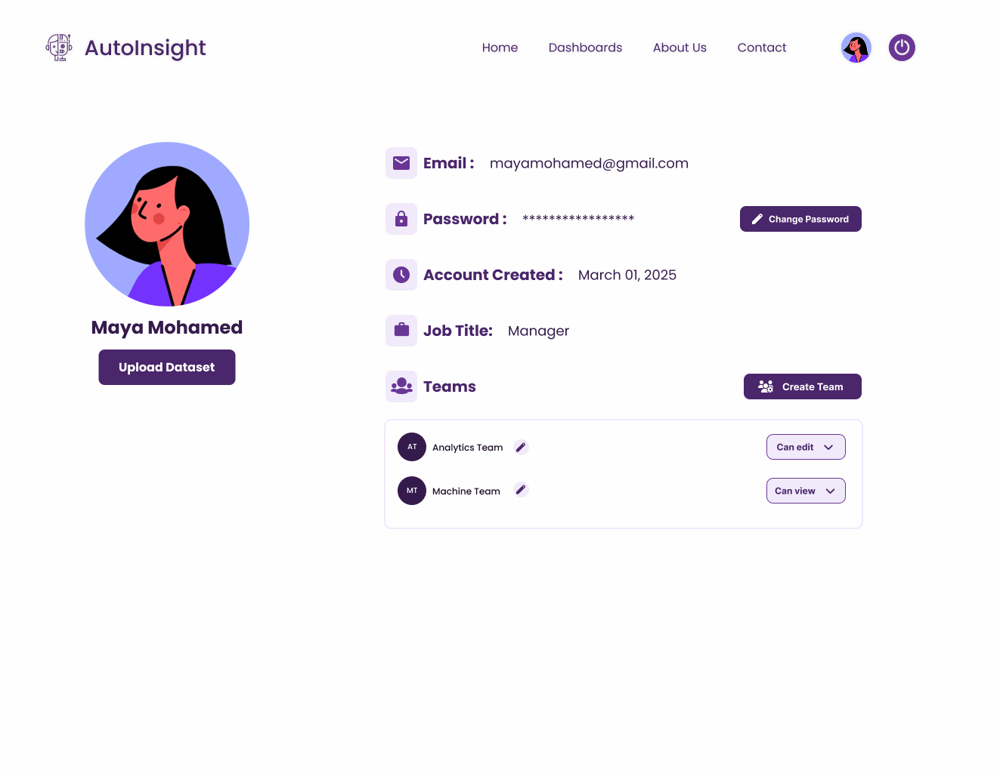 AutoInsight
Home
Dashboards
About Us
Contact
Maya Mohamed
Upload Dataset
Email : mayamohamed@gmail.com
Password : *****************
Change Password
Account Created : March 01, 2025
Job Title: Manager
Teams
Create Team
AT Analytics Team
Can edit
MT Machine Team
Can view